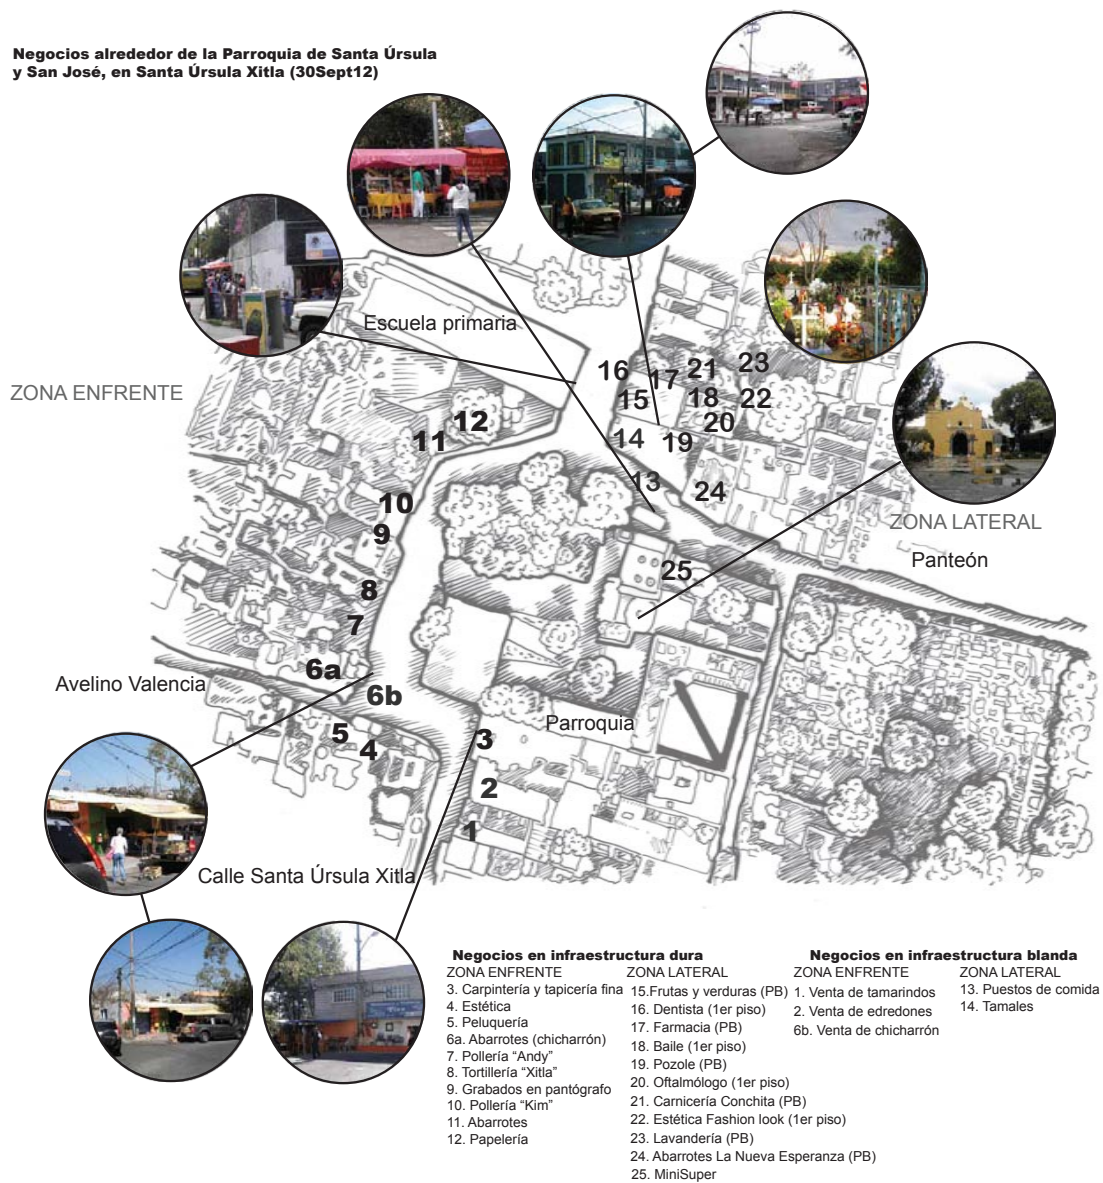 Negocios alrededor de la Parroquia de Santa Úrsula
y San José, en Santa Úrsula Xitla (30Sept12)
Escuela primaria
ZONA ENFRENTE
16
17
21
23
15
18
22
20
12
11
14
19
13
24
10
9
ZONA LATERAL
Panteón
25
8
7
6a
6b
Avelino Valencia
Parroquia
5
4
3
2
1
Calle Santa Úrsula Xitla
Negocios en infraestructura dura
ZONA ENFRENTE
3. Carpintería y tapicería fina
4. Estética
5. Peluquería
6a. Abarrotes (chicharrón)
7. Pollería “Andy”
8. Tortillería “Xitla”
9. Grabados en pantógrafo
10. Pollería “Kim”
11. Abarrotes
12. Papelería
ZONA LATERAL
15.Frutas y verduras (PB)
16. Dentista (1er piso)
17. Farmacia (PB)
18. Baile (1er piso)
19. Pozole (PB)
20. Oftalmólogo (1er piso)
21. Carnicería Conchita (PB)
22. Estética Fashion look (1er piso)
23. Lavandería (PB)
24. Abarrotes La Nueva Esperanza (PB)
25. MiniSuper
Negocios en infraestructura blanda
ZONA ENFRENTE
1. Venta de tamarindos
2. Venta de edredones
6b. Venta de chicharrón
ZONA LATERAL
13. Puestos de comida
14. Tamales